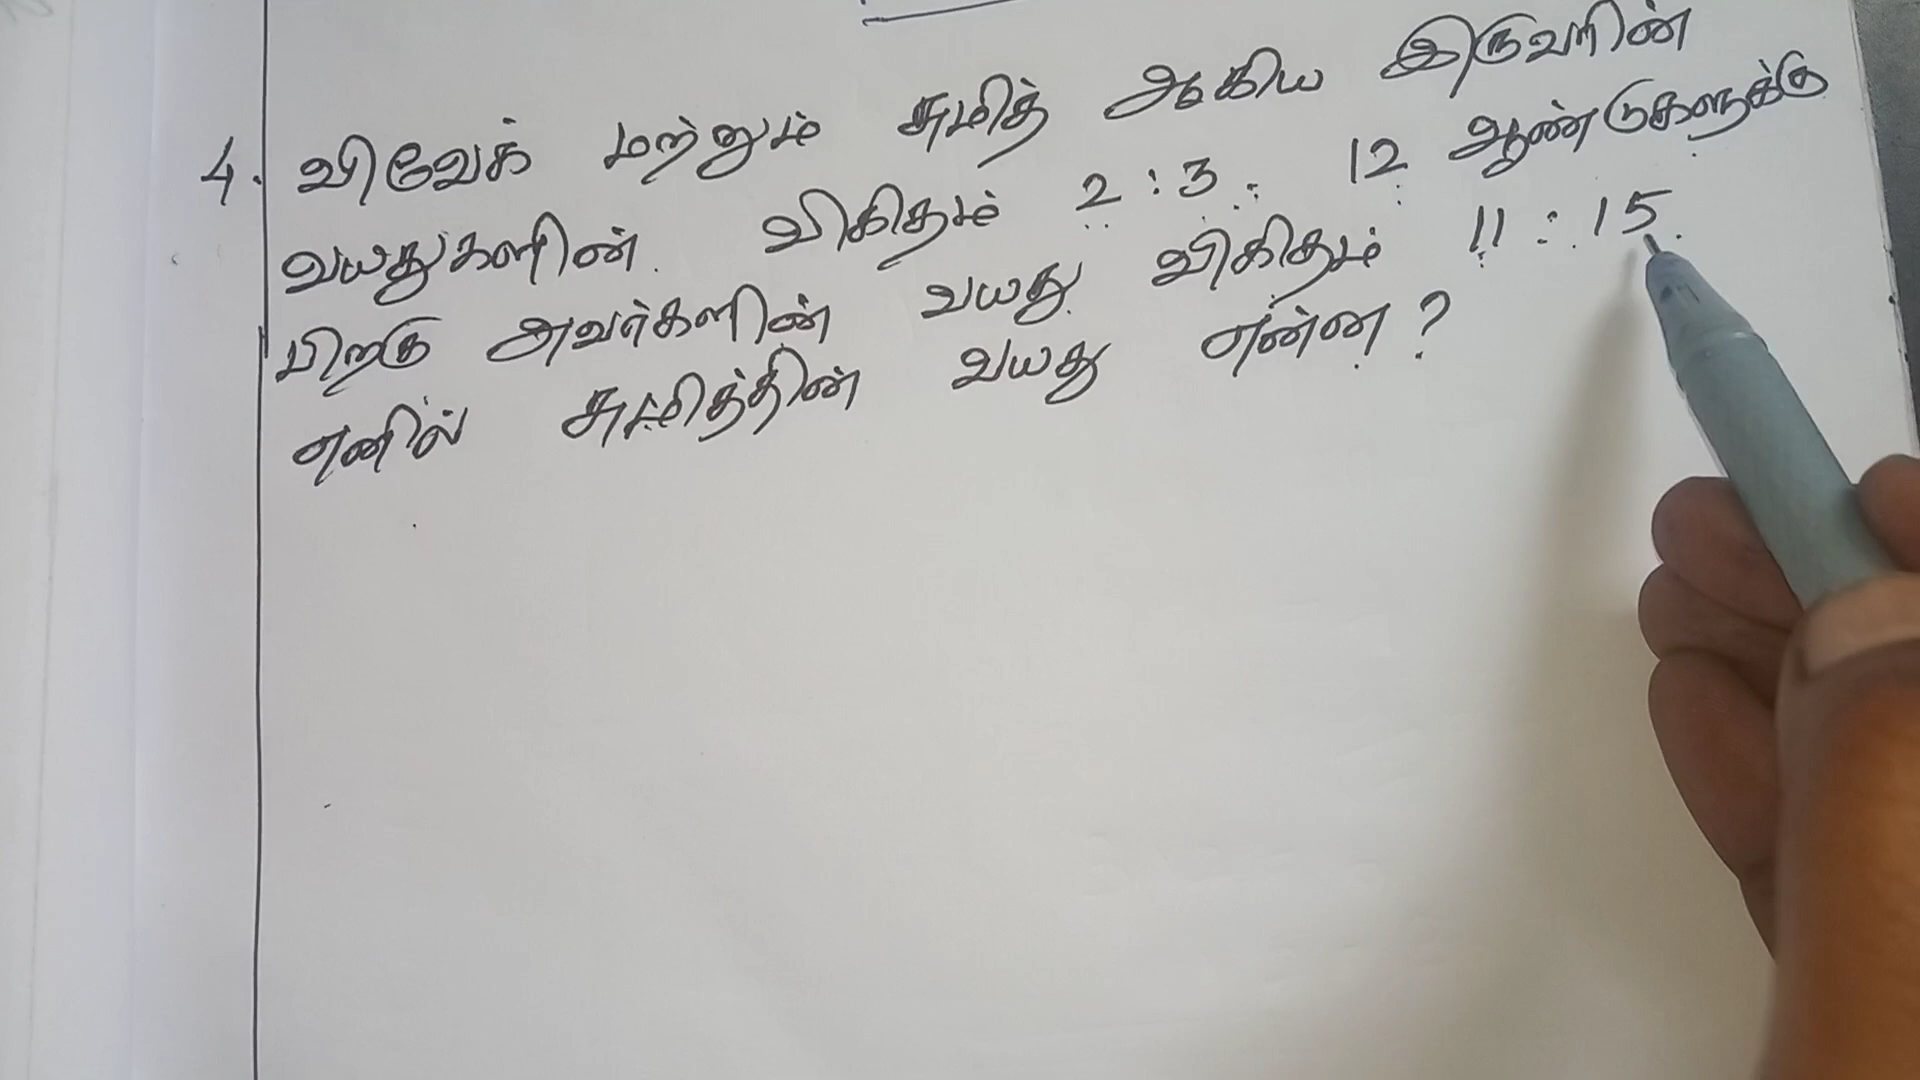 4. விவேக் மற்றும் சுமித் ஆகிய இருவரின்
வயதுகளின் விகிதம் 2 : 3. 12 ஆண்டுகளுக்கு
பிறகு அவர்களின் வயது விகிதம் 11 : 15
எனில் சுமித்தின் வயது என்ன ?